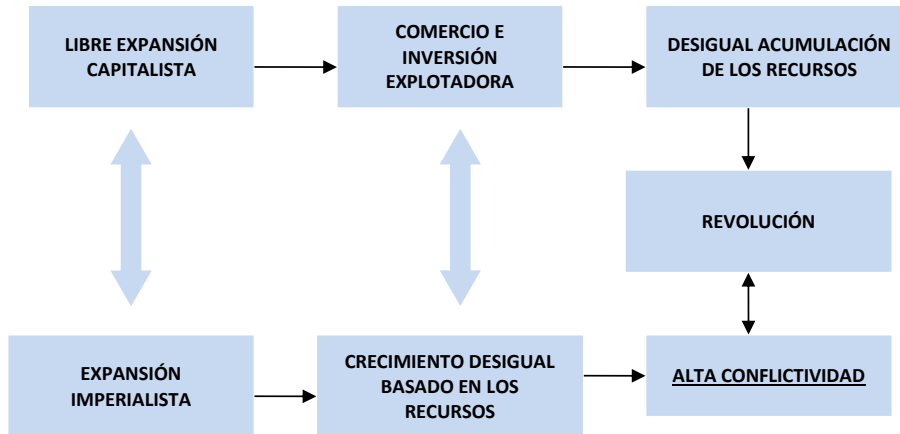 LIBRE EXPANSIÓN
CAPITALISTA
COMERCIO E
INVERSIÓN
EXPLOTADORA
DESIGUAL ACUMULACIÓN
DE LOS RECURSOS
REVOLUCIÓN
EXPANSIÓN
IMPERIALISTA
CRECIMIENTO DESIGUAL
BASADO EN LOS
RECURSOS
ALTA CONFLICTIVIDAD